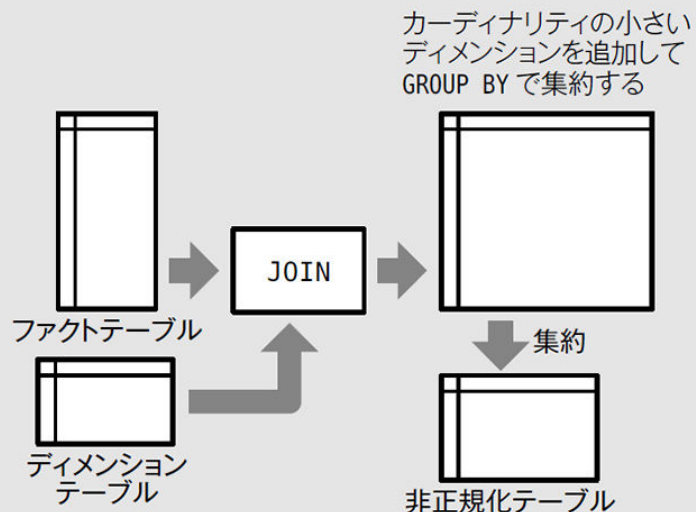 カーディナリティの小さい
ディメンションを追加して
GROUP BY で集約する
JOIN
ファクトテーブル
集約
ディメンション
テーブル
非正規化テーブル